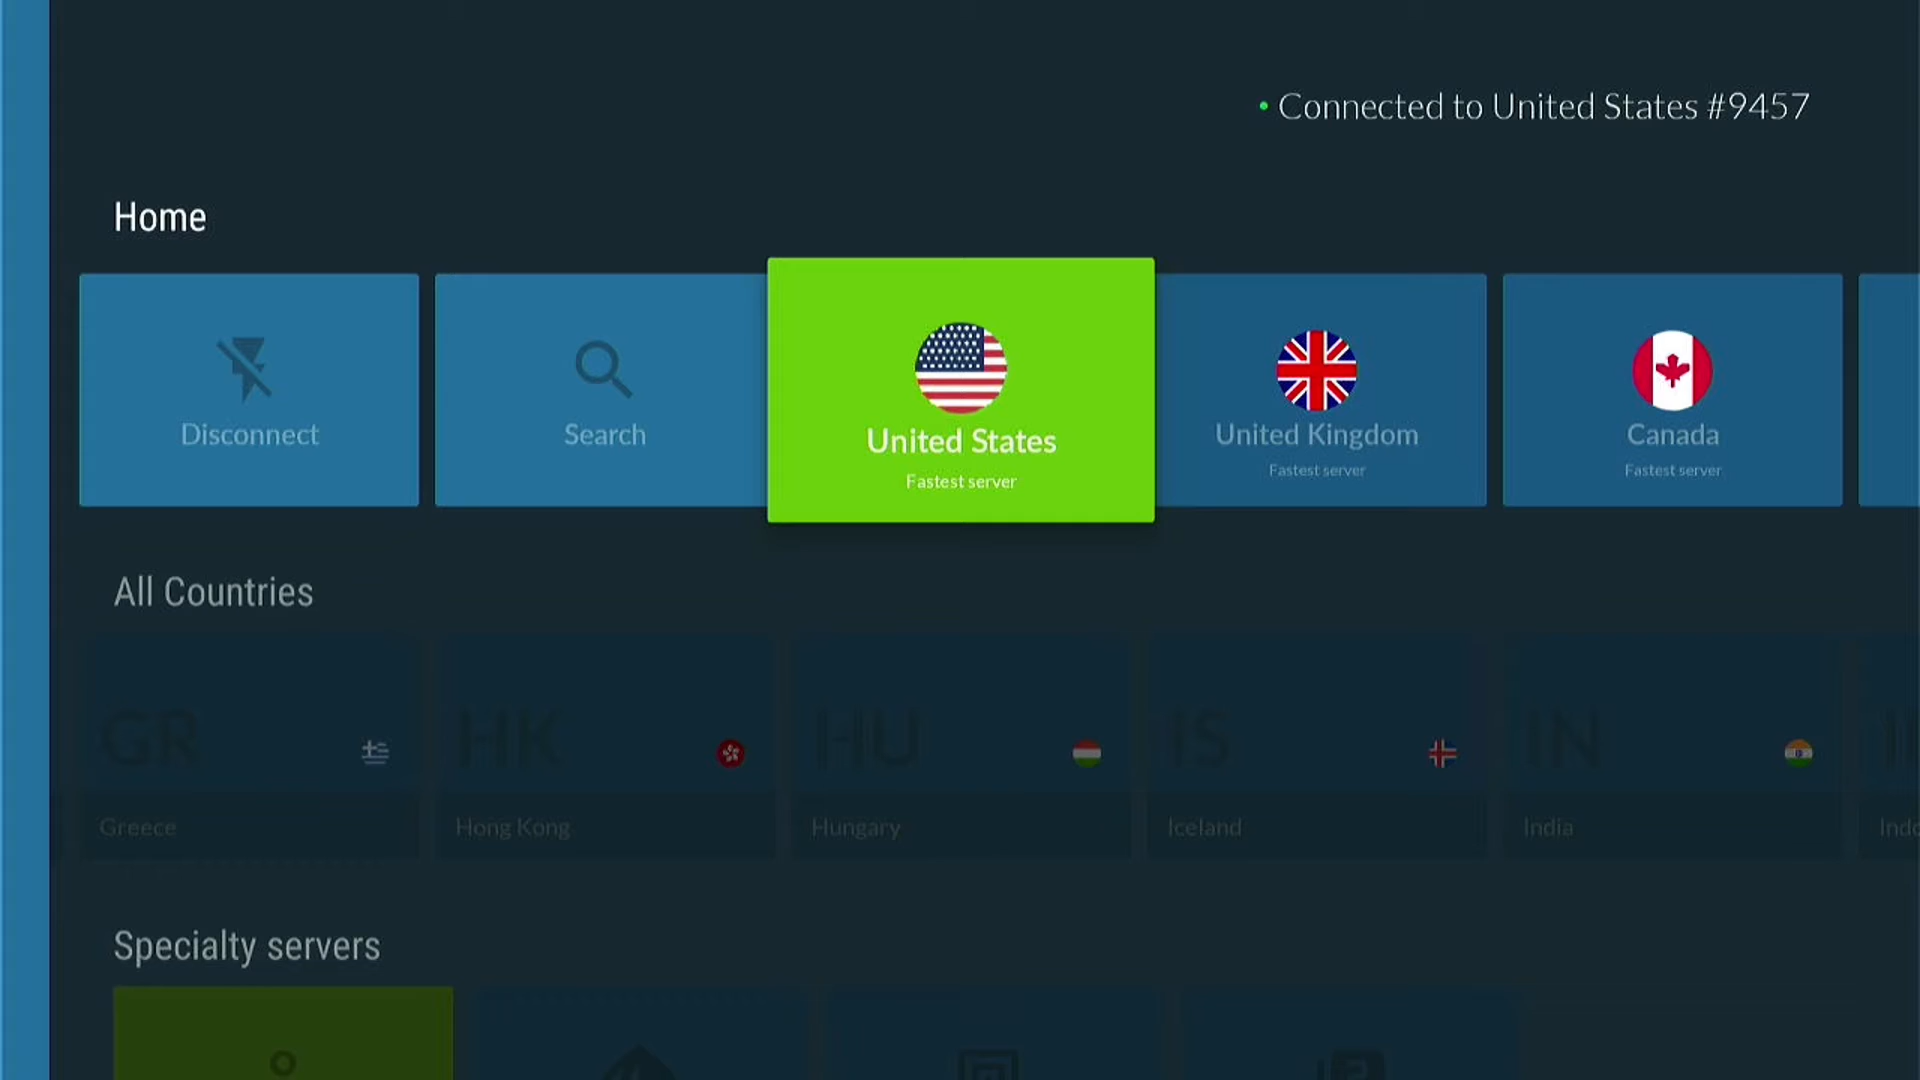 Connected to United States #9457
Home
Disconnect
Search
United States
Fastest server
United Kingdom
Fastest server
Canada
Fastest server
All Countries
GR
HK
HU
IS
IN
Greece
Hong Kong
Hungary
Iceland
India
Specialty servers